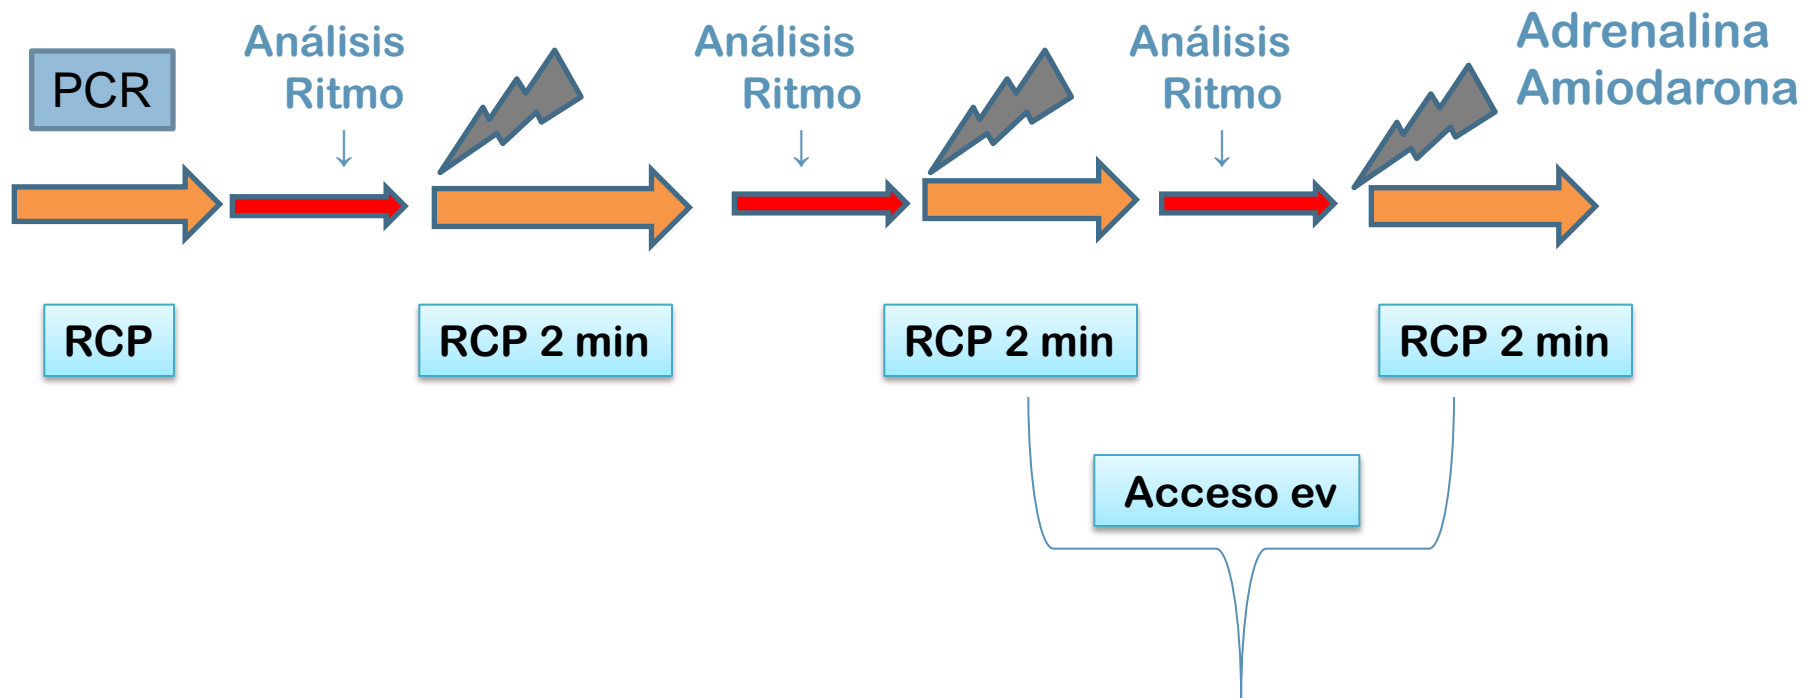 PCR
Análisis
Ritmo
↓
Análisis
Ritmo
↓
Análisis
Ritmo
↓
Adrenalina
Amiodarona
RCP
RCP 2 min
RCP 2 min
RCP 2 min
Acceso ev